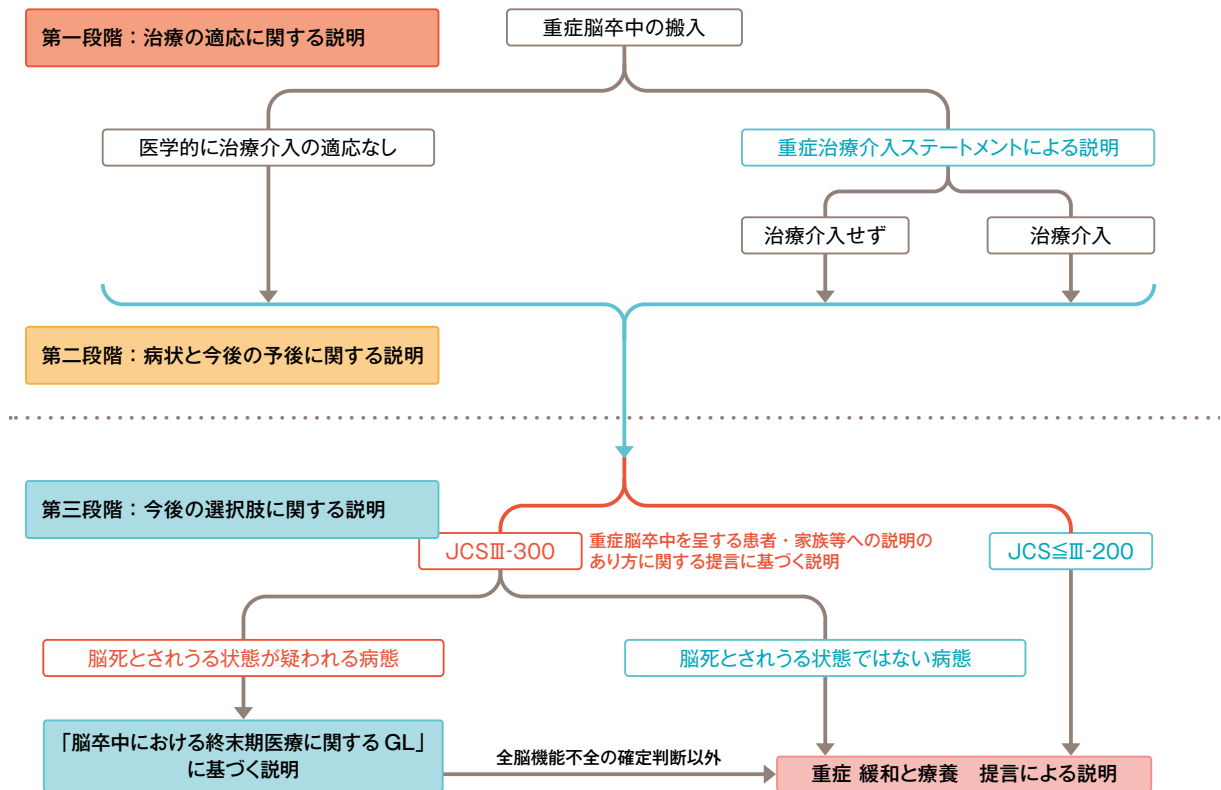 第一段階：治療の適応に関する説明
重症脳卒中の搬入
医学的に治療介入の適応なし
重症治療介入ステートメントによる説明
治療介入せず
治療介入
第二段階：病状と今後の予後に関する説明
第三段階：今後の選択肢に関する説明
JCSⅢ-300
重症脳卒中を呈する患者・家族等への説明の
あり方に関する提言に基づく説明
JCS≦Ⅲ-200
脳死とされうる状態が疑われる病態
脳死とされうる状態ではない病態
「脳卒中における終末期医療に関する GL」
に基づく説明
全脳機能不全の確定判断以外
重症 緩和と療養　提言による説明